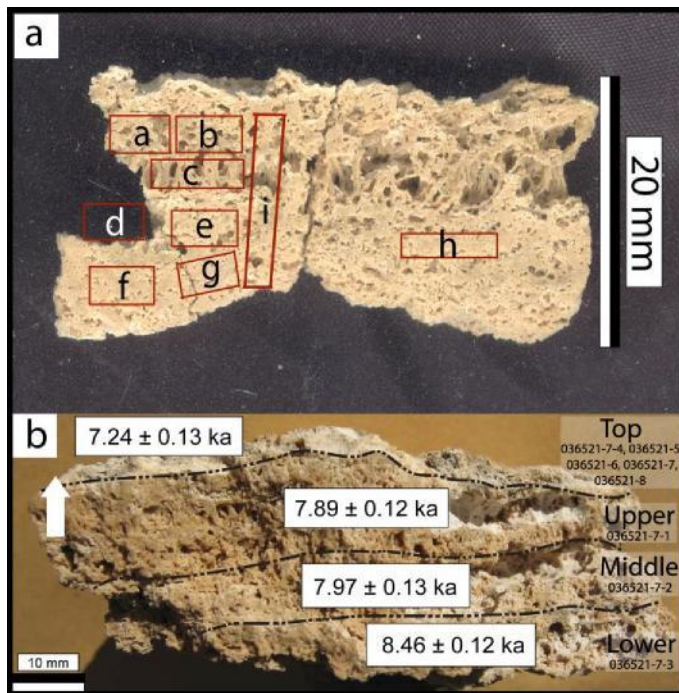 a
a
b
c
d
e
f
g
h
i
20 mm
b
7.24 ± 0.13 ka
7.89 ± 0.12 ka
7.97 ± 0.13 ka
8.46 ± 0.12 ka
10 mm
Top
036521-7-4, 036521-5
036521-6, 036521-7,
036521-8
Upper
036521-7-1
Middle
036521-7-2
Lower
036521-7-3